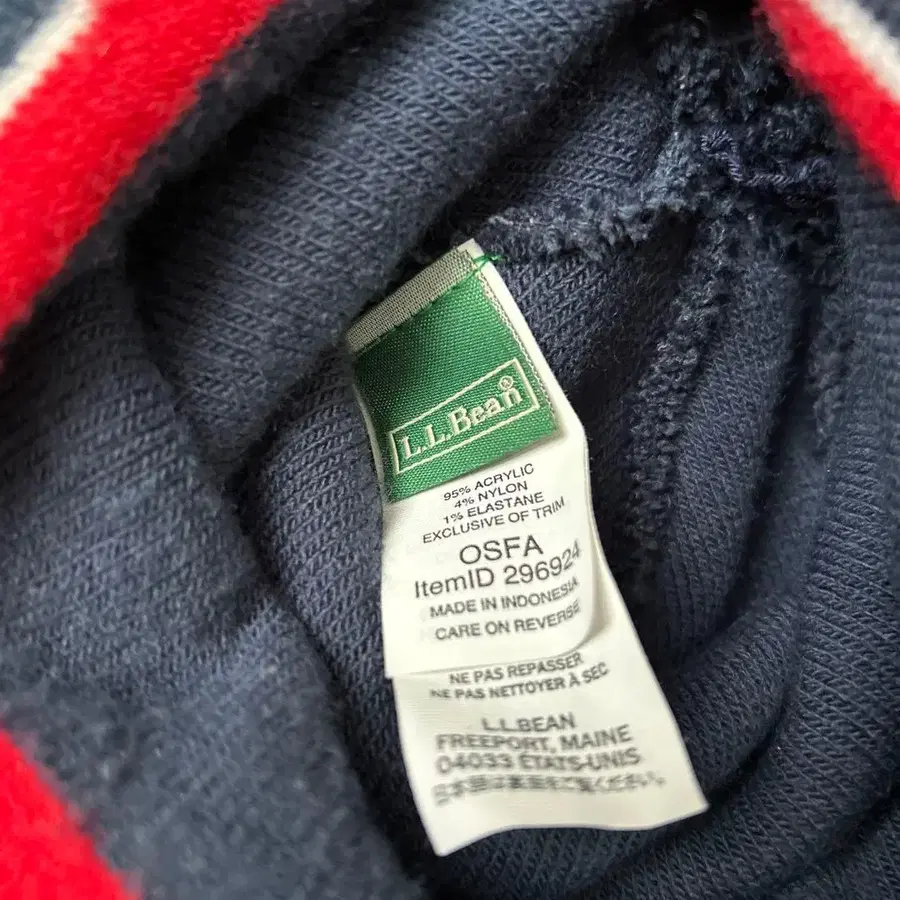 L.L.Bean®
95% ACRYLIC
4% NYLON
1% ELASTANE
EXCLUSIVE OF TRIM
OSFA
ItemID 296924
MADE IN INDONESIA
CARE ON REVERSE
NE PAS REPASSER
NE PAS NETTOYER À SEC
L.L.BEAN
FREEPORT, MAINE
04033 ÉTATS-UNIS